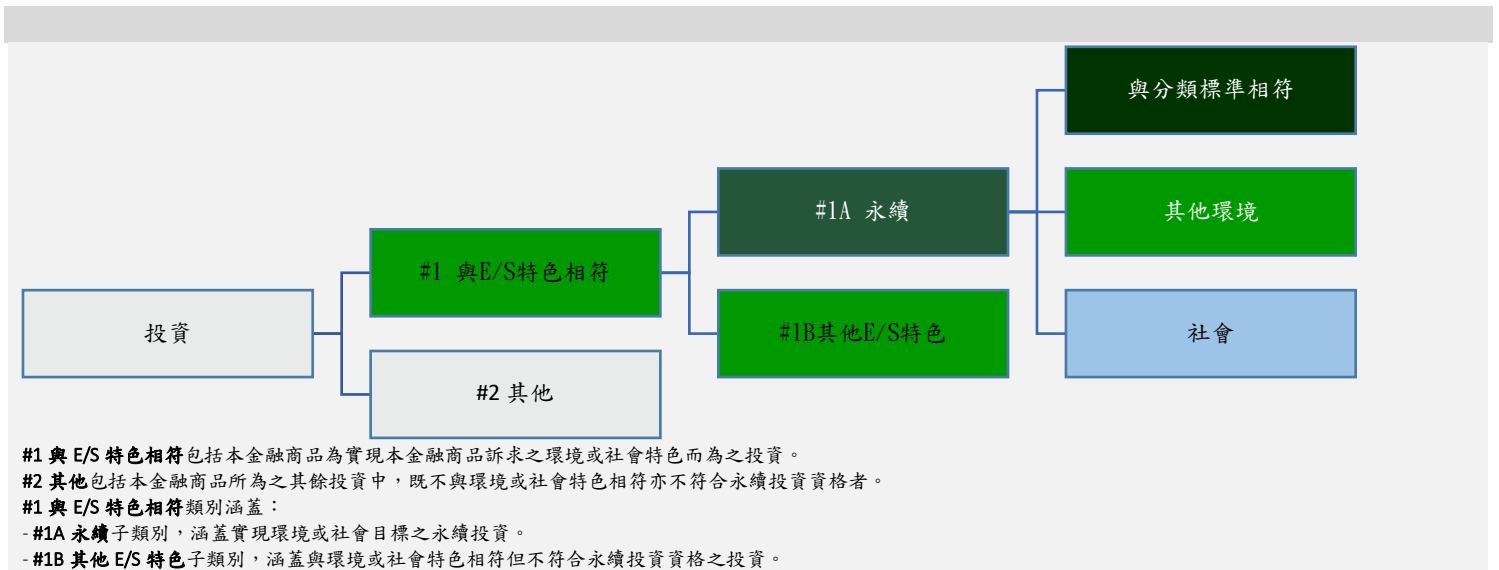 與分類標準相符
#1A 永續
其他環境
#1 與E/S特色相符
投資
#1B其他E/S特色
社會
#2 其他
#1 與 E/S 特色相符包括本金融商品為實現本金融商品訴求之環境或社會特色而為之投資。
#2 其他包括本金融商品所為之其餘投資中，既不與環境或社會特色相符亦不符合永續投資資格者。
#1 與 E/S 特色相符類別涵蓋：
- #1A 永續子類別，涵蓋實現環境或社會目標之永續投資。
- #1B 其他 E/S 特色子類別，涵蓋與環境或社會特色相符但不符合永續投資資格之投資。